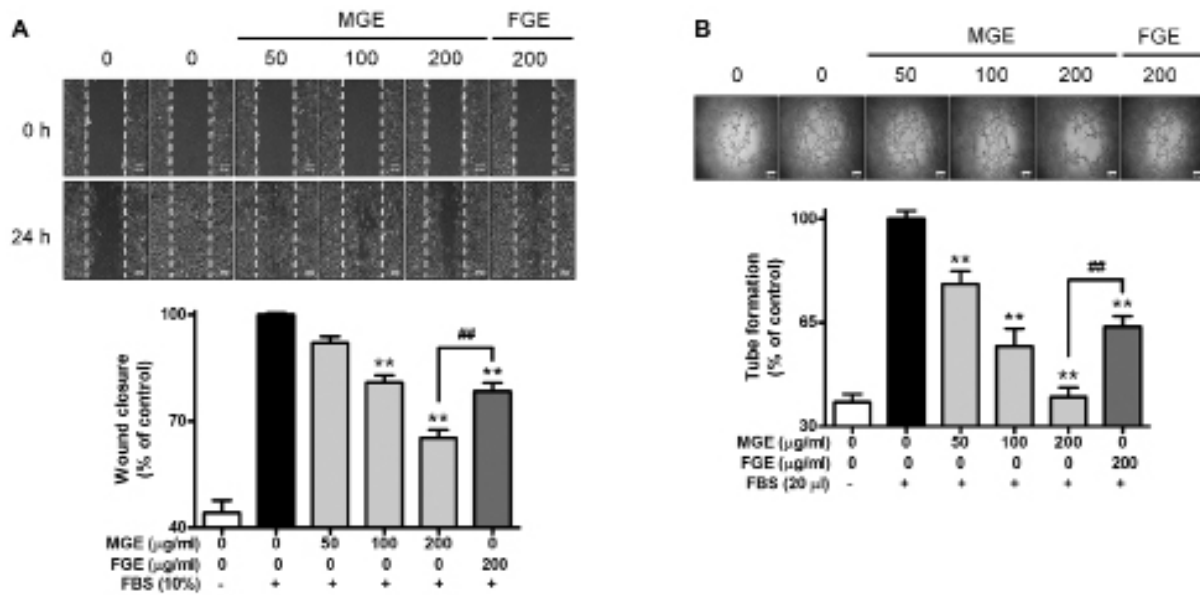 A
MGE FGE
0 0 50 100 200 200
0 h
24 h
Wound closure
(% of control)
100
70
40
**
**
##
**
MGE (μg/ml) 0 0 50 100 200 0
FGE (μg/ml) 0 0 0 0 0 200
FBS (10%) - + + + + +
B
MGE FGE
0 0 50 100 200 200
Tube formation
(% of control)
100
65
30
**
**
**
##
**
MGE (μg/ml) 0 0 50 100 200 0
FGE (μg/ml) 0 0 0 0 0 200
FBS (20 μl) - + + + + +